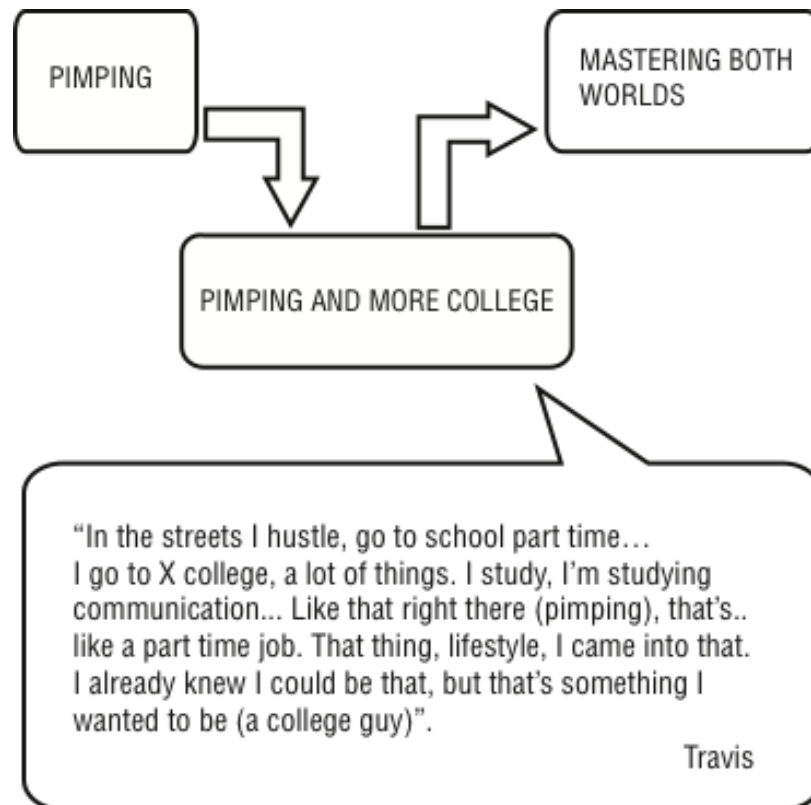 PIMPING
MASTERING BOTH
WORLDS
PIMPING AND MORE COLLEGE
“In the streets I hustle, go to school part time…
I go to X college, a lot of things. I study, I’m studying
communication... Like that right there (pimping), that’s..
like a part time job. That thing, lifestyle, I came into that.
I already knew I could be that, but that’s something I
wanted to be (a college guy)”.
Travis